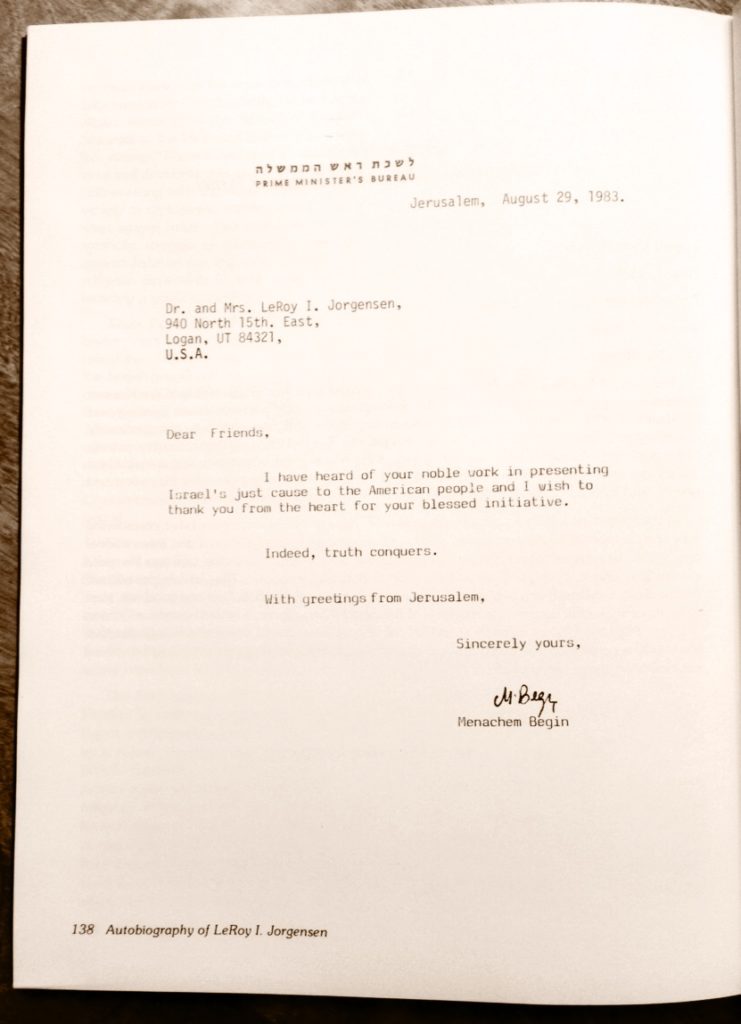 לשכת ראש הממשלה
PRIME MINISTER'S BUREAU
Jerusalem, August 29, 1983.
Dr. and Mrs. LeRoy I. Jorgensen,
940 North 15th. East,
Logan, UT 84321,
U.S.A.
Dear Friends,
I have heard of your noble work in presenting
Israel's just cause to the American people and I wish to
thank you from the heart for your blessed initiative.
Indeed, truth conquers.
With greetings from Jerusalem,
Sincerely yours,
M. Begin
Menachem Begin
138 Autobiography of LeRoy I. Jorgensen